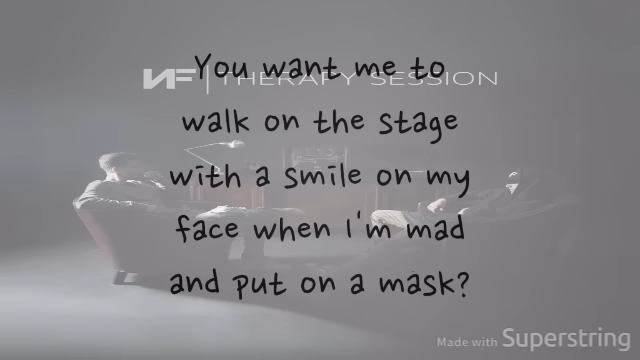 NF | THERAPY SESSION
You want me to
walk on the stage
with a smile on my
face when I'm mad
and put on a mask?
Made with Superstring